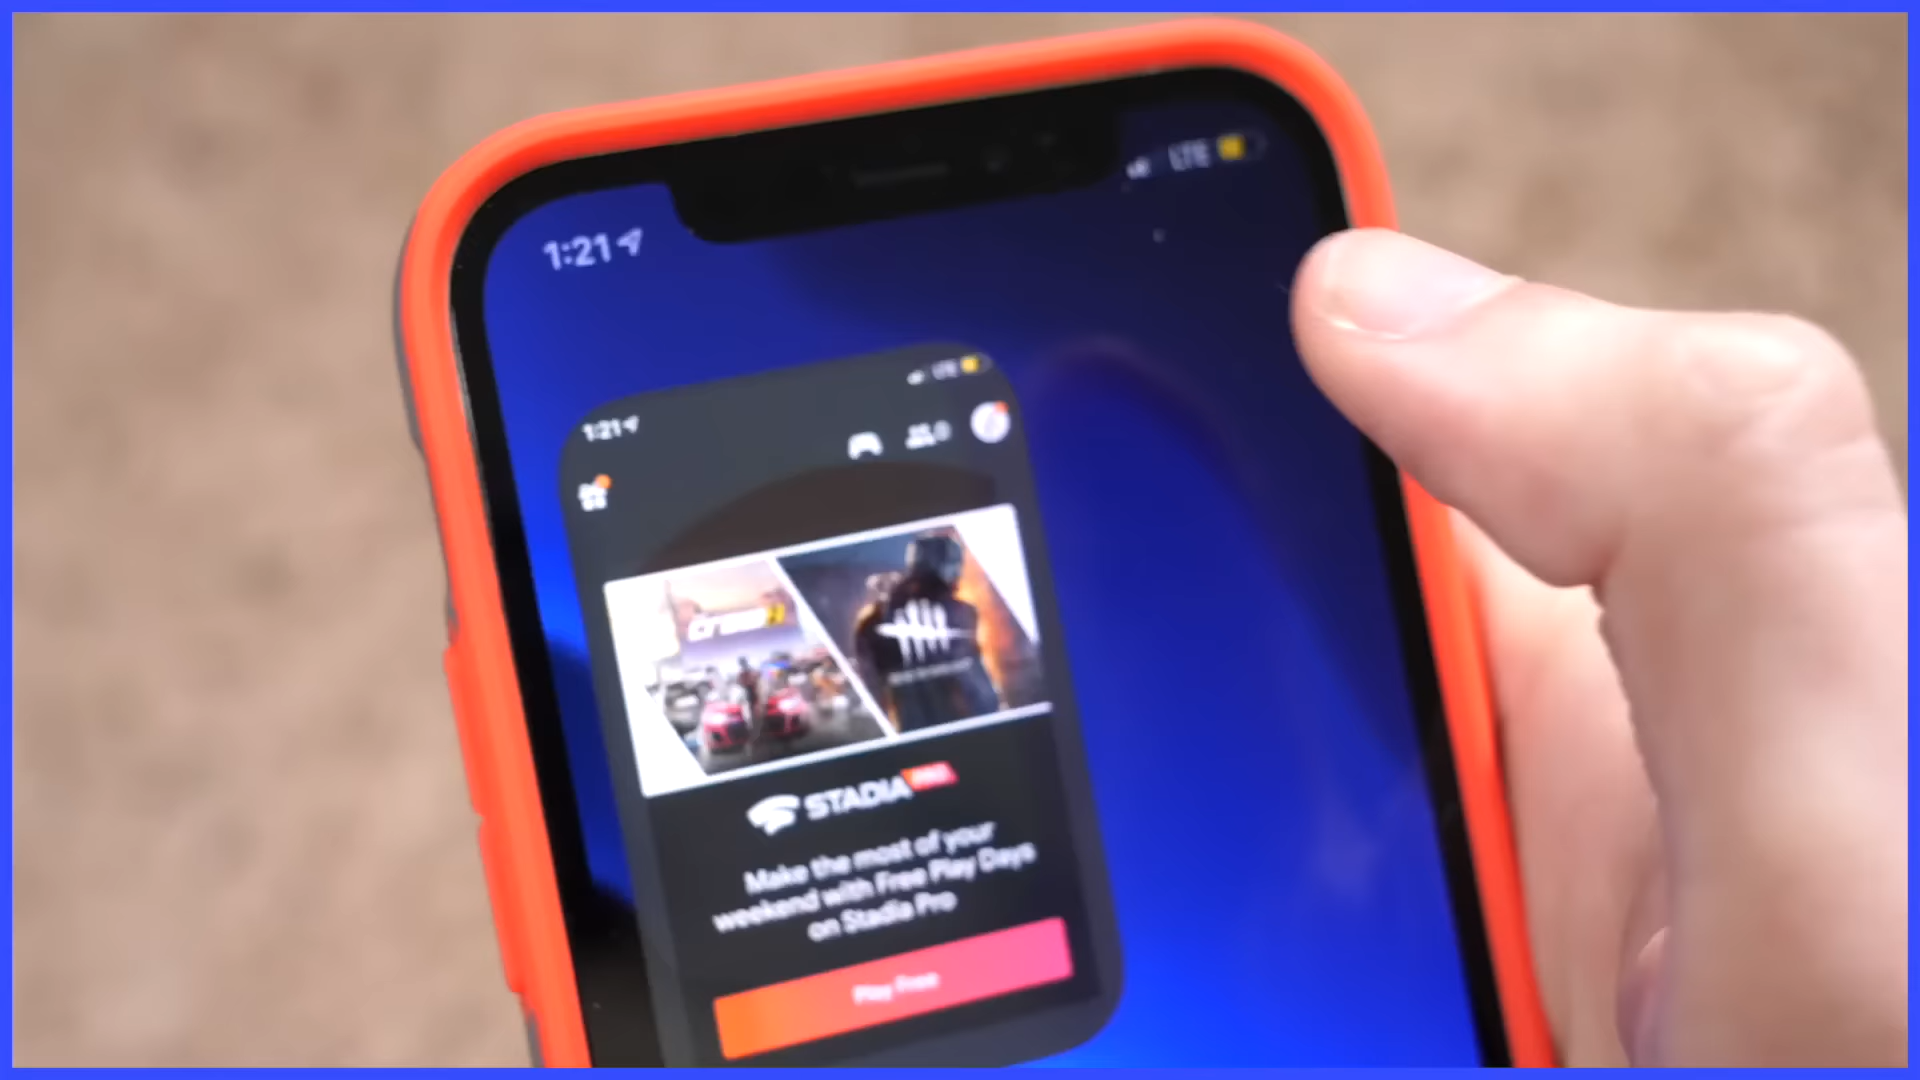 1:21
LTE
1:21
LTE
STADIA PRO
Make the most of your
weekend with Free Play Days
on Stadia Pro
Play Free